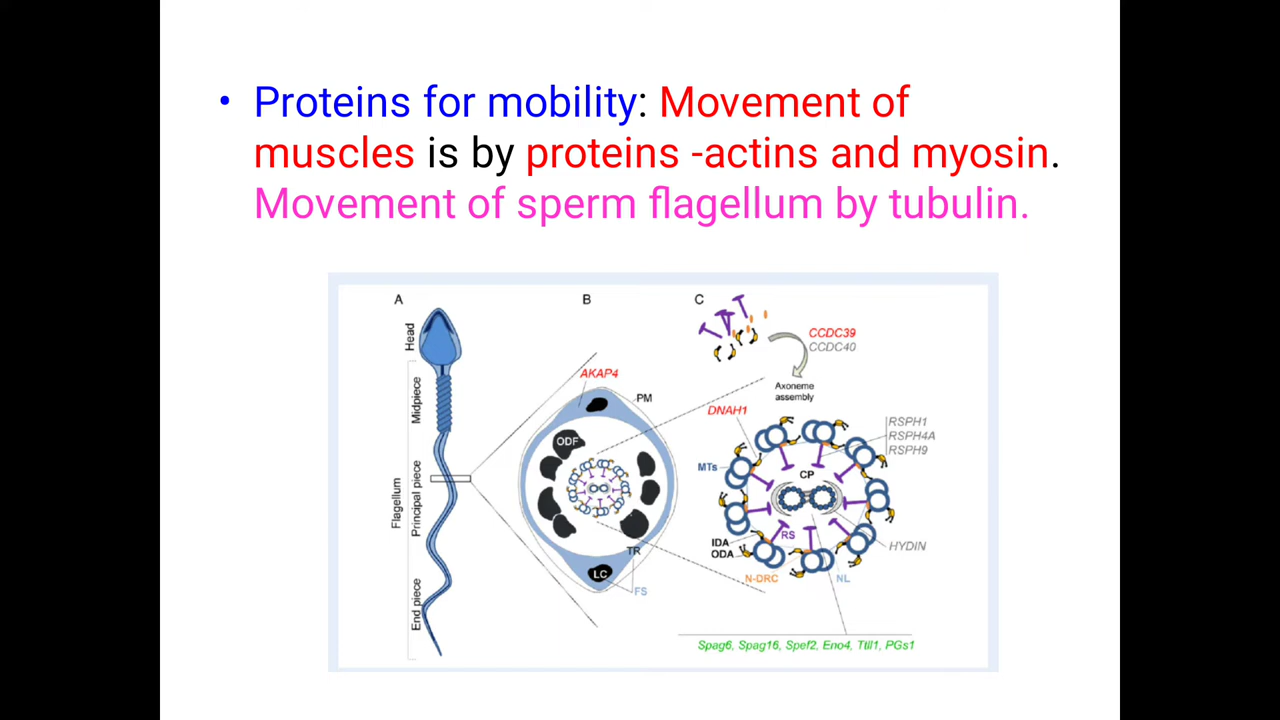 • Proteins for mobility: Movement of
muscles is by proteins -actins and myosin.
Movement of sperm flagellum by tubulin.
A
B
C
Head
Midpiece
Flagellum
Principal piece
End piece
AKAP4
PM
ODF
TR
LC
FS
CCDC39
CCDC40
Axoneme
assembly
DNAH1
RSPH1
RSPH4A
RSPH9
MTs
CP
RS
IDA
ODA
HYDIN
N-DRC
NL
Spag6, Spag16, Spef2, Eno4, Ttll1, PGs1